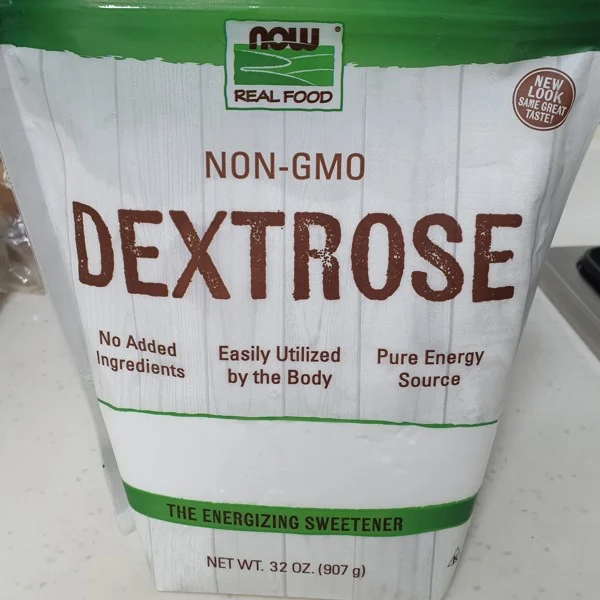 NOW
REAL FOOD
NEW
LOOK
SAME GREAT
TASTE!
NON-GMO
DEXTROSE
No Added
Ingredients
Easily Utilized
by the Body
Pure Energy
Source
THE ENERGIZING SWEETENER
NET WT. 32 OZ. (907 g)